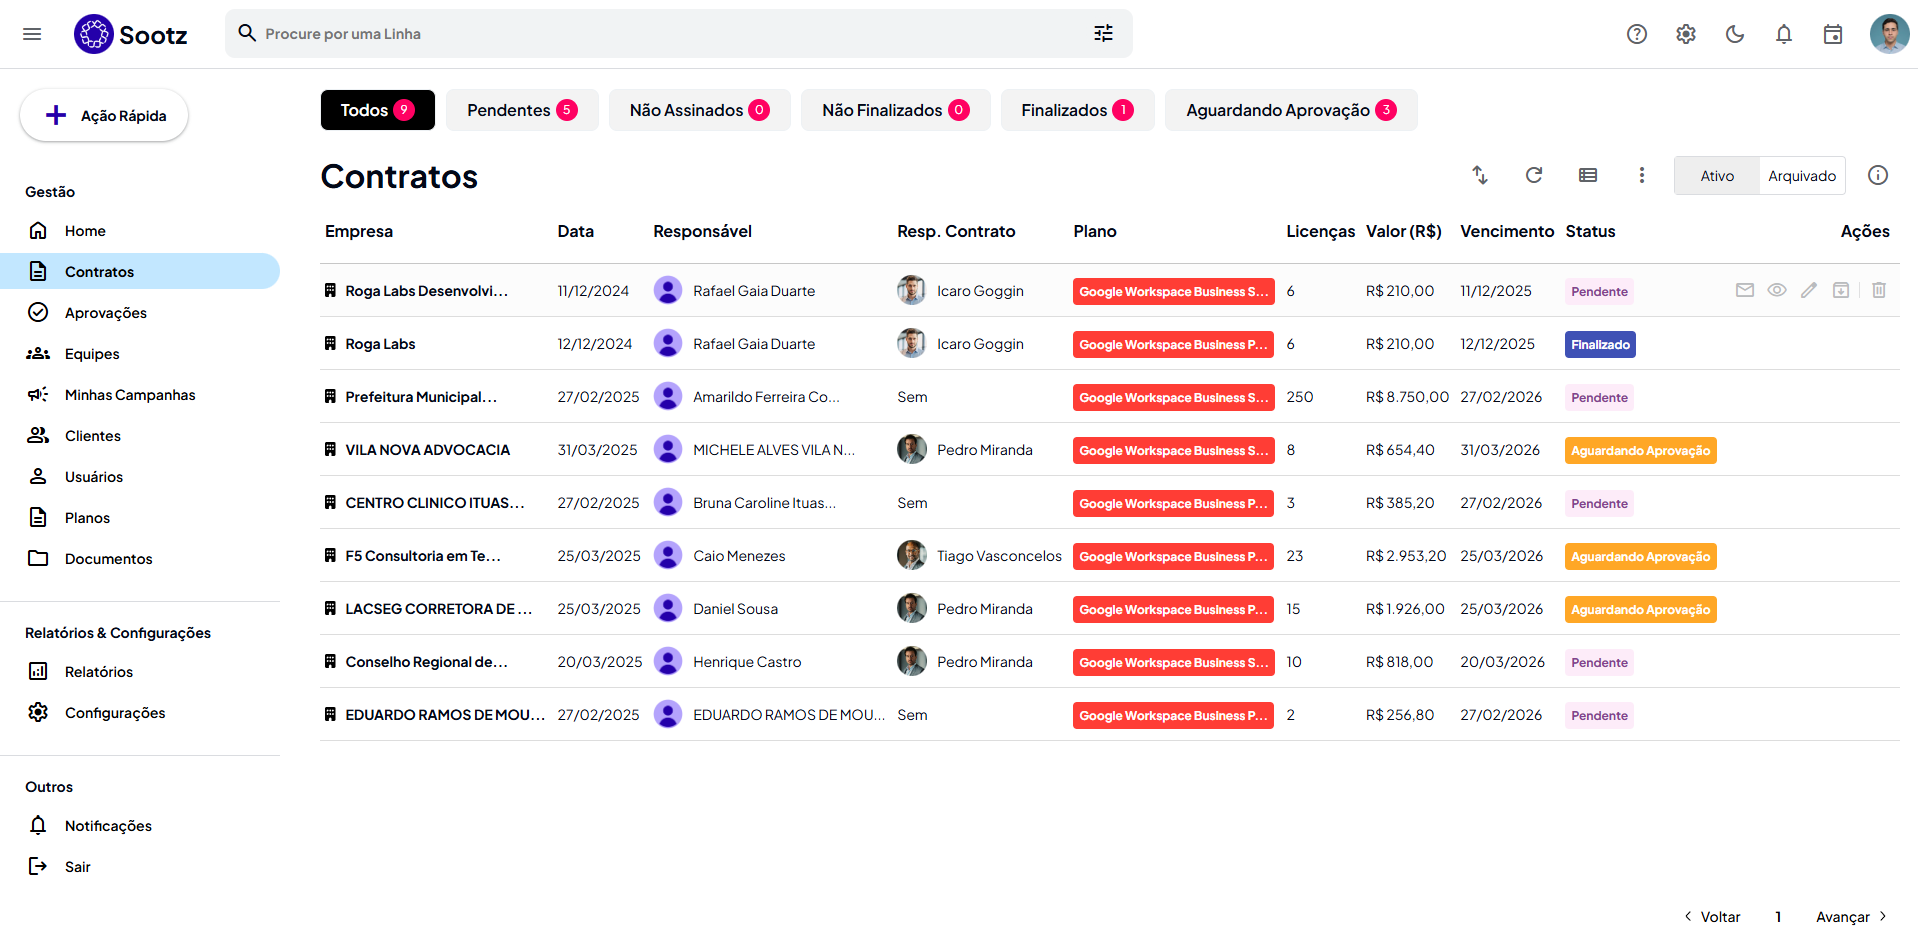 Sootz
Procure por uma Linha
Ação Rápida
Gestão
Home
Contratos
Aprovações
Equipes
Minhas Campanhas
Clientes
Usuários
Planos
Documentos
Relatórios & Configurações
Relatórios
Configurações
Outros
Notificações
Sair
Todos 9 Pendentes 5 Não Assinados 0 Não Finalizados 0 Finalizados 1 Aguardando Aprovação 3
Contratos
Ativo Arquivado
Empresa Data Responsável Resp. Contrato Plano Licenças Valor (R$) Vencimento Status Ações
Roga Labs Desenvolvi... 11/12/2024 Rafael Gaia Duarte Icaro Goggin Google Workspace Business S... 6 R$ 210,00 11/12/2025 Pendente
Roga Labs 12/12/2024 Rafael Gaia Duarte Icaro Goggin Google Workspace Business P... 6 R$ 210,00 12/12/2025 Finalizado
Prefeitura Municipal... 27/02/2025 Amarildo Ferreira Co... Sem Google Workspace Business S... 250 R$ 8.750,00 27/02/2026 Pendente
VILA NOVA ADVOCACIA 31/03/2025 MICHELE ALVES VILA N... Pedro Miranda Google Workspace Business S... 8 R$ 654,40 31/03/2026 Aguardando Aprovação
CENTRO CLINICO ITUAS... 27/02/2025 Bruna Caroline Ituas... Sem Google Workspace Business P... 3 R$ 385,20 27/02/2026 Pendente
F5 Consultoria em Te... 25/03/2025 Caio Menezes Tiago Vasconcelos Google Workspace Business P... 23 R$ 2.953,20 25/03/2026 Aguardando Aprovação
LACSEG CORRETORA DE ... 25/03/2025 Daniel Sousa Pedro Miranda Google Workspace Business P... 15 R$ 1.926,00 25/03/2026 Aguardando Aprovação
Conselho Regional de... 20/03/2025 Henrique Castro Pedro Miranda Google Workspace Business S... 10 R$ 818,00 20/03/2026 Pendente
EDUARDO RAMOS DE MOU... 27/02/2025 EDUARDO RAMOS DE MOU... Sem Google Workspace Business P... 2 R$ 256,80 27/02/2026 Pendente
Voltar 1 Avançar